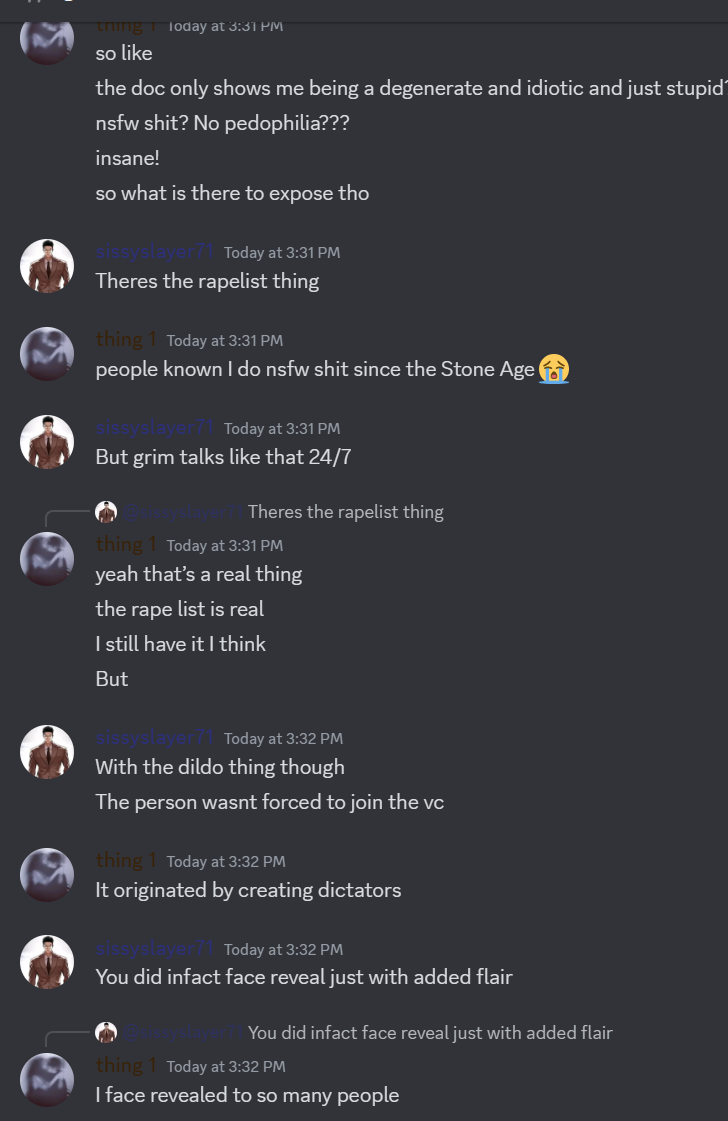 thing 1 Today at 3:31 PM
so like
the doc only shows me being a degenerate and idiotic and just stupid?
nsfw shit? No pedophilia???
insane!
so what is there to expose tho
sissyslayer71 Today at 3:31 PM
Theres the rapelist thing
thing 1 Today at 3:31 PM
people known I do nsfw shit since the Stone Age
sissyslayer71 Today at 3:31 PM
But grim talks like that 24/7
@sissyslayer71 Theres the rapelist thing
thing 1 Today at 3:31 PM
yeah that’s a real thing
the rape list is real
I still have it I think
But
sissyslayer71 Today at 3:32 PM
With the dildo thing though
The person wasnt forced to join the vc
thing 1 Today at 3:32 PM
It originated by creating dictators
sissyslayer71 Today at 3:32 PM
You did infact face reveal just with added flair
@sissyslayer71 You did infact face reveal just with added flair
thing 1 Today at 3:32 PM
I face revealed to so many people